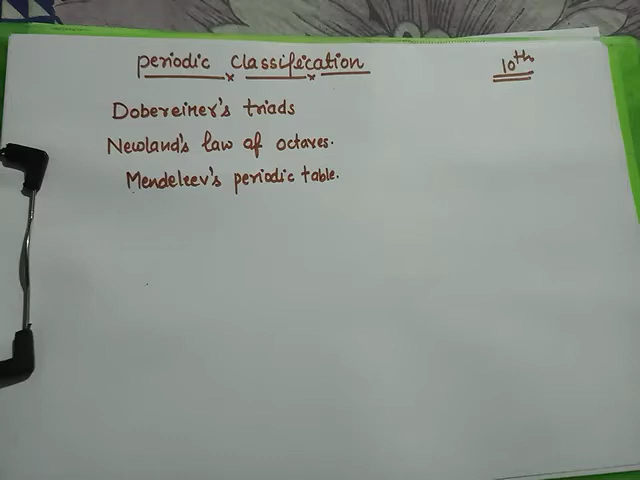 periodic classification
10th
Dobereiner's triads
Newland's law of octaves.
Mendeleev's periodic table.